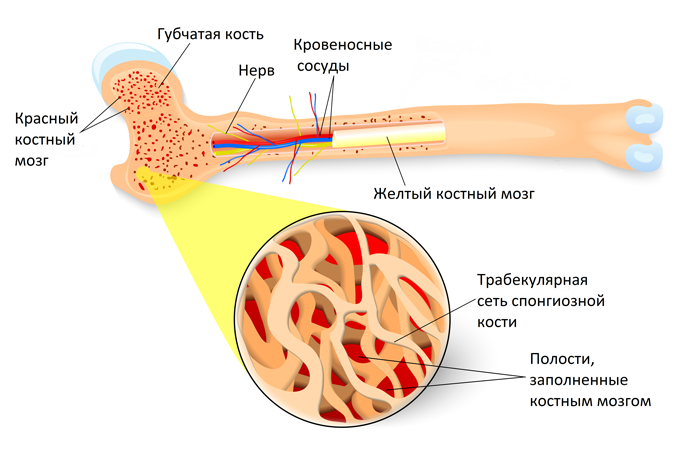 Губчатая кость
Кровеносные
сосуды
Нерв
Красный
костный
мозг
Желтый костный мозг
Трабекулярная
сеть спонгиозной
кости
Полости,
заполненные
костным мозгом